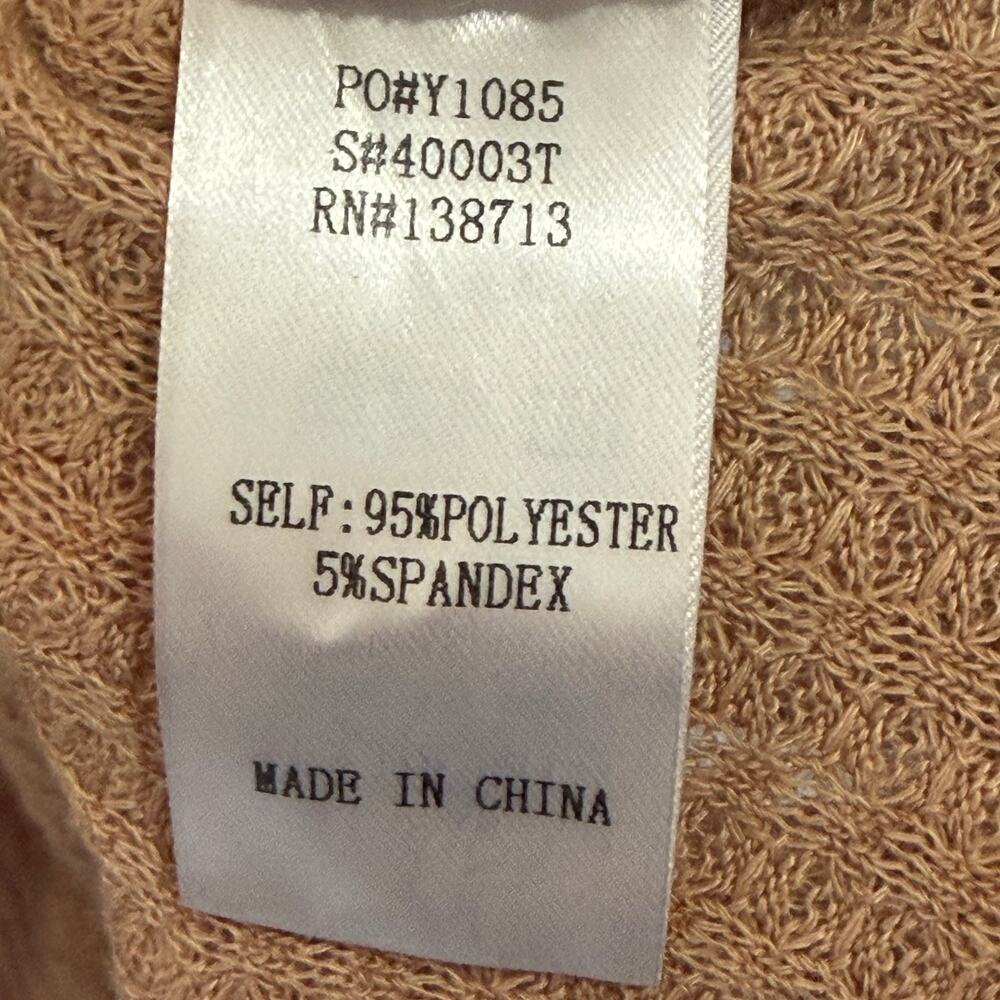 PO#Y1085
S#40003T
RN#138713
SELF:95%POLYESTER
5%SPANDEX
MADE IN CHINA